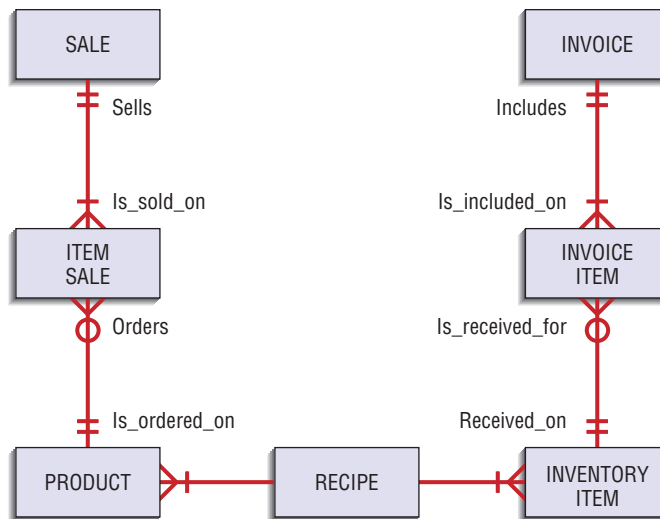 SALE
INVOICE
Sells
Includes
Is_sold_on
Is_included_on
ITEM
SALE
INVOICE
ITEM
Orders
Is_received_for
Is_ordered_on
Received_on
PRODUCT
RECIPE
INVENTORY
ITEM